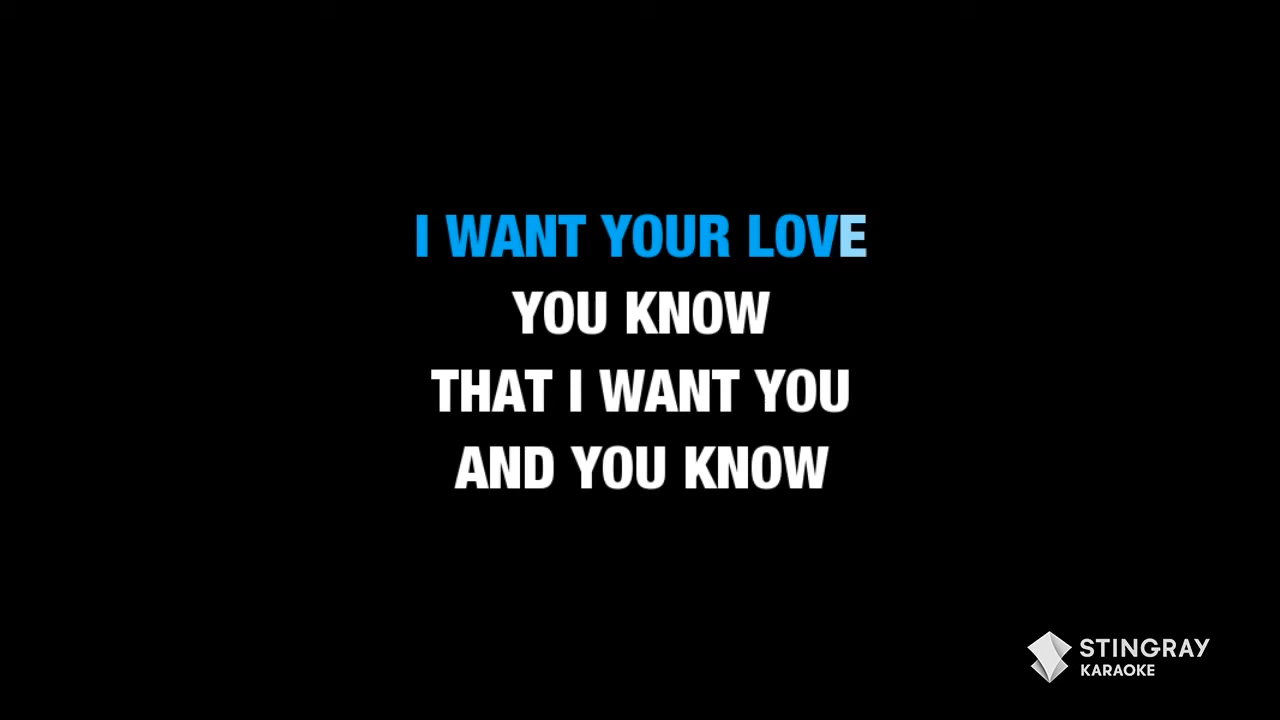 I WANT YOUR LOVE
YOU KNOW
THAT I WANT YOU
AND YOU KNOW
STINGRAY
KARAOKE